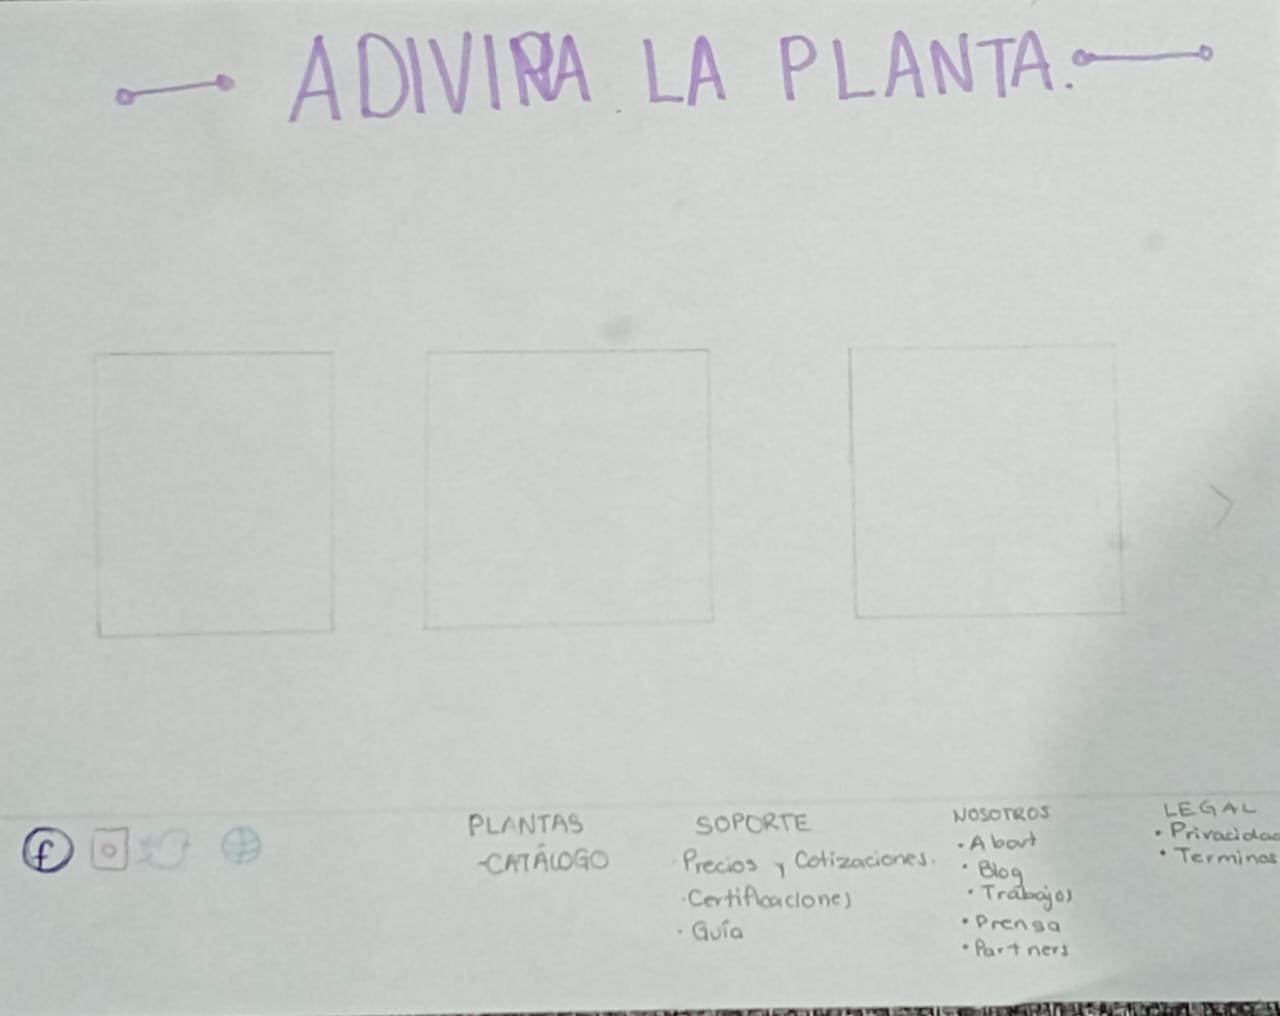 ADIVINA LA PLANTA.
f
PLANTAS
-CATÁLOGO
SOPORTE
· Precios y Cotizaciones.
· Certificaciones
· Guía
NOSOTROS
· About
· Blog
· Trabajos
· Prensa
· Partners
LEGAL
· Privacidad
· Terminos